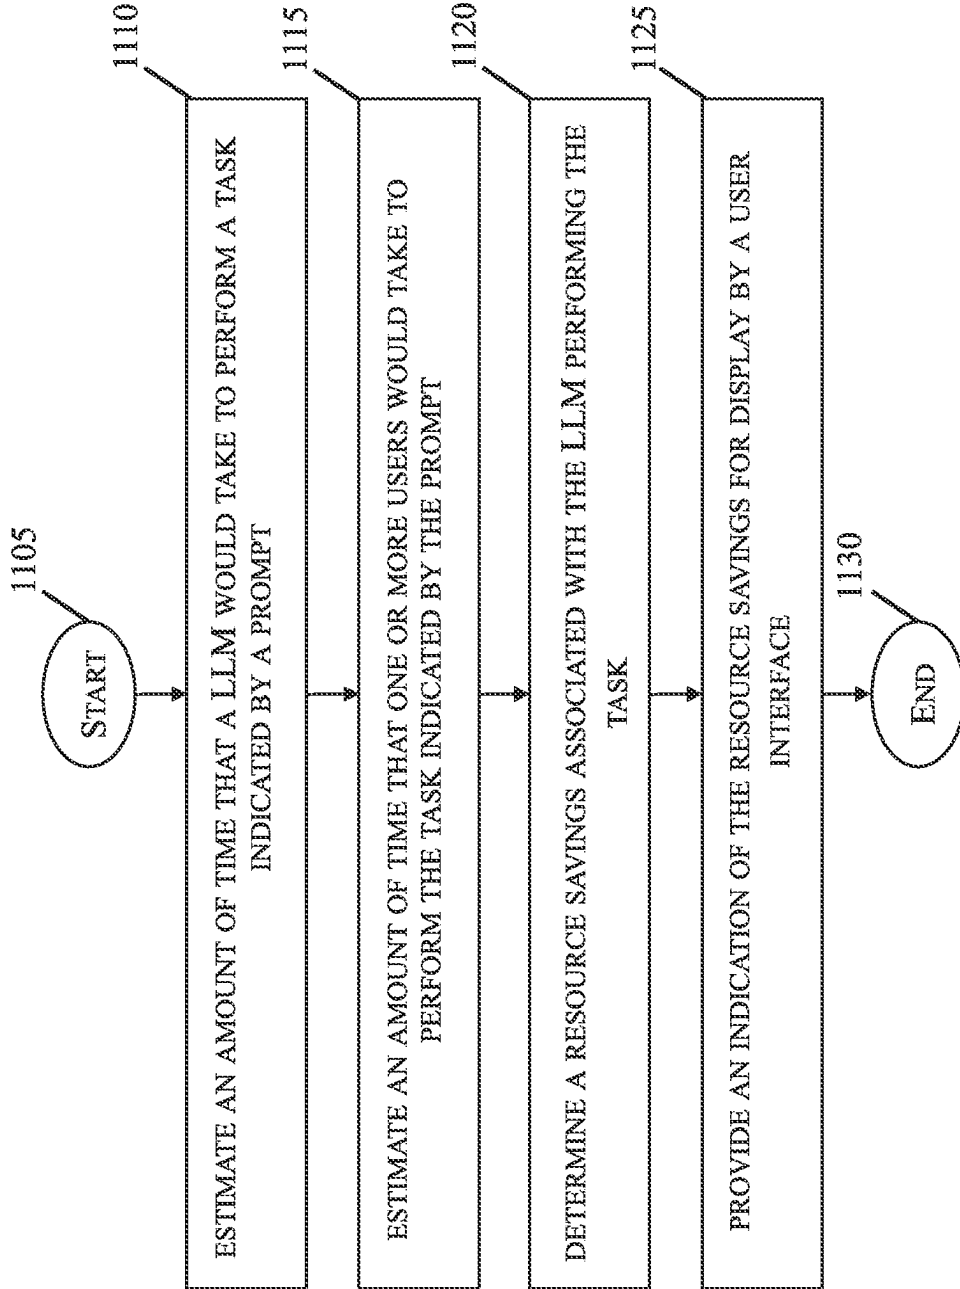 1105
START
1110
ESTIMATE AN AMOUNT OF TIME THAT A LLM WOULD TAKE TO PERFORM A TASK
INDICATED BY A PROMPT
1115
ESTIMATE AN AMOUNT OF TIME THAT ONE OR MORE USERS WOULD TAKE TO
PERFORM THE TASK INDICATED BY THE PROMPT
1120
DETERMINE A RESOURCE SAVINGS ASSOCIATED WITH THE LLM PERFORMING THE
TASK
1125
PROVIDE AN INDICATION OF THE RESOURCE SAVINGS FOR DISPLAY BY A USER
INTERFACE
1130
END